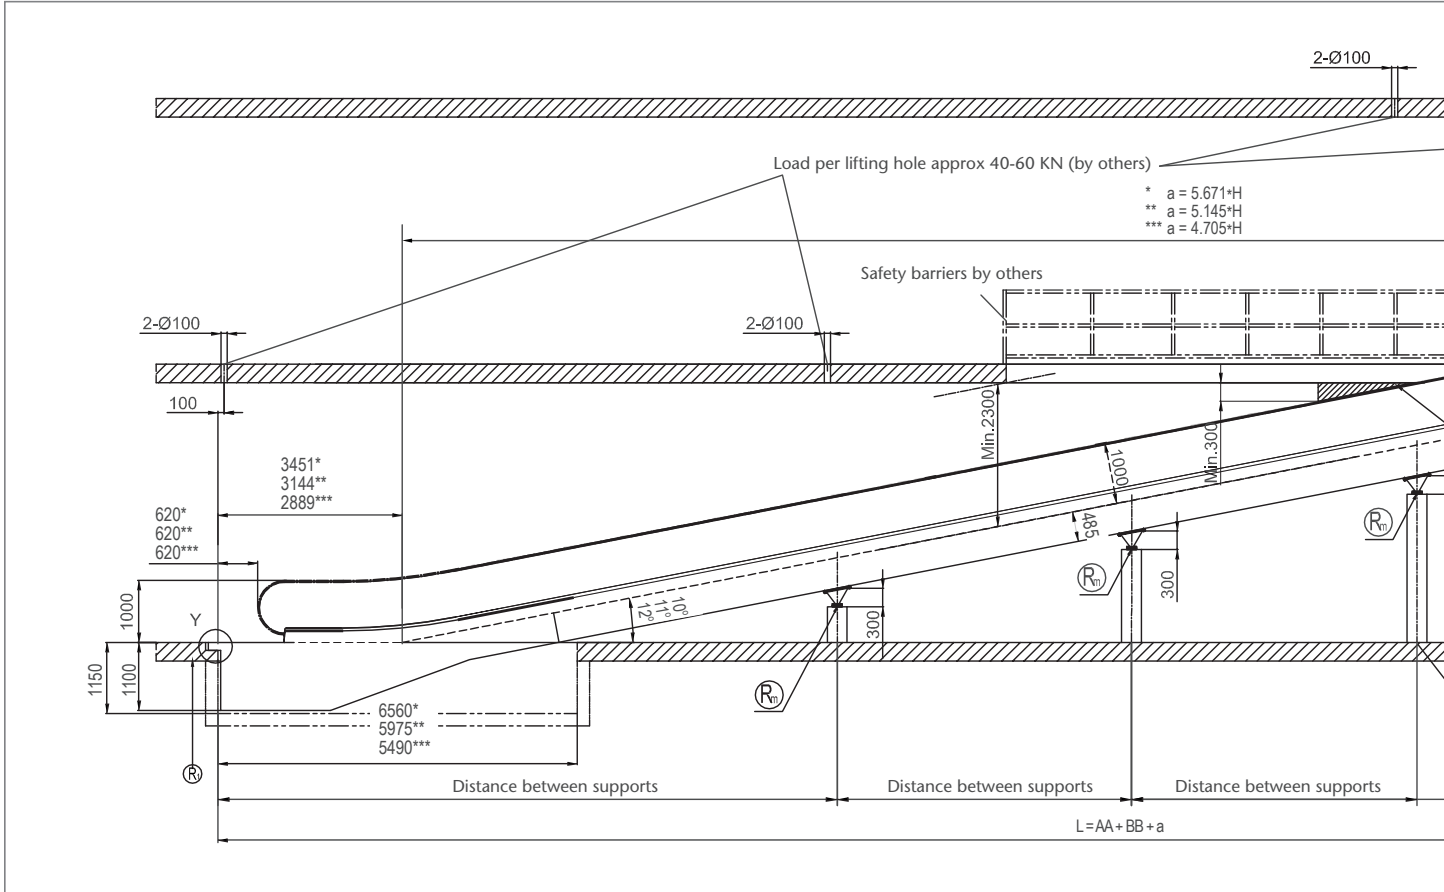 2-Ø100
Load per lifting hole approx 40-60 KN (by others)
* a = 5.671*H
** a = 5.145*H
*** a = 4.705*H
Safety barriers by others
2-Ø100
2-Ø100
100
Min.2300
Min.300
3451*
3144**
2889***
1000
620*
620**
620***
485
Rm
Rm
300
1000
Y
10°
11°
12°
300
1150
1100
Rm
6560*
5975**
5490***
R1
Distance between supports
Distance between supports
Distance between supports
L=AA+BB+a